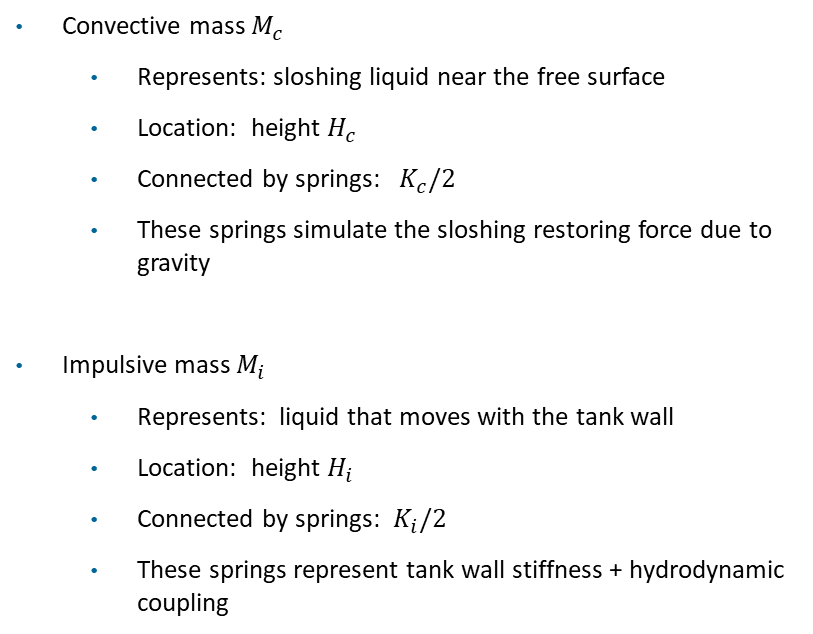 • Convective mass M_c
• Represents: sloshing liquid near the free surface
• Location: height H_c
• Connected by springs: K_c/2
• These springs simulate the sloshing restoring force due to
gravity
• Impulsive mass M_i
• Represents: liquid that moves with the tank wall
• Location: height H_i
• Connected by springs: K_i/2
• These springs represent tank wall stiffness + hydrodynamic
coupling